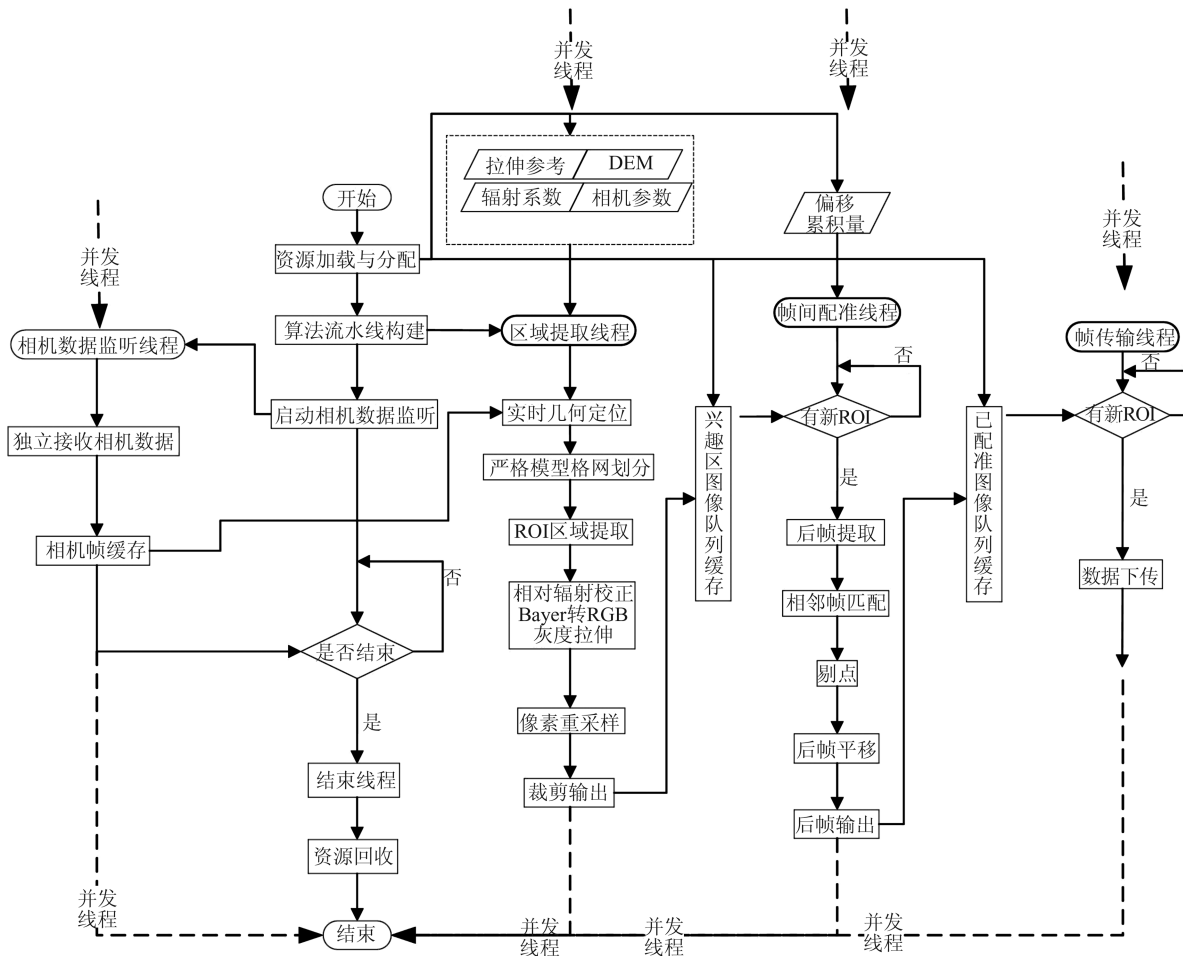 并发
线程
并发
线程
拉伸参考
DEM
辐射系数
相机参数
开始
偏移
累积量
并发
线程
并发
线程
资源加载与分配
算法流水线构建
区域提取线程
帧间配准线程
相机数据监听线程
帧传输线程
否
否
启动相机数据监听
实时几何定位
兴趣区图像队列缓存
有新ROI
已配准图像队列缓存
有新ROI
独立接收相机数据
严格模型格网划分
是
是
相机帧缓存
ROI区域提取
后帧提取
否
数据下传
相对辐射校正
Bayer转RGB
灰度拉伸
相邻帧匹配
是否结束
剔点
是
像素重采样
后帧平移
结束线程
裁剪输出
后帧输出
资源回收
并发
线程
结束
并发
线程
并发
线程
并发
线程